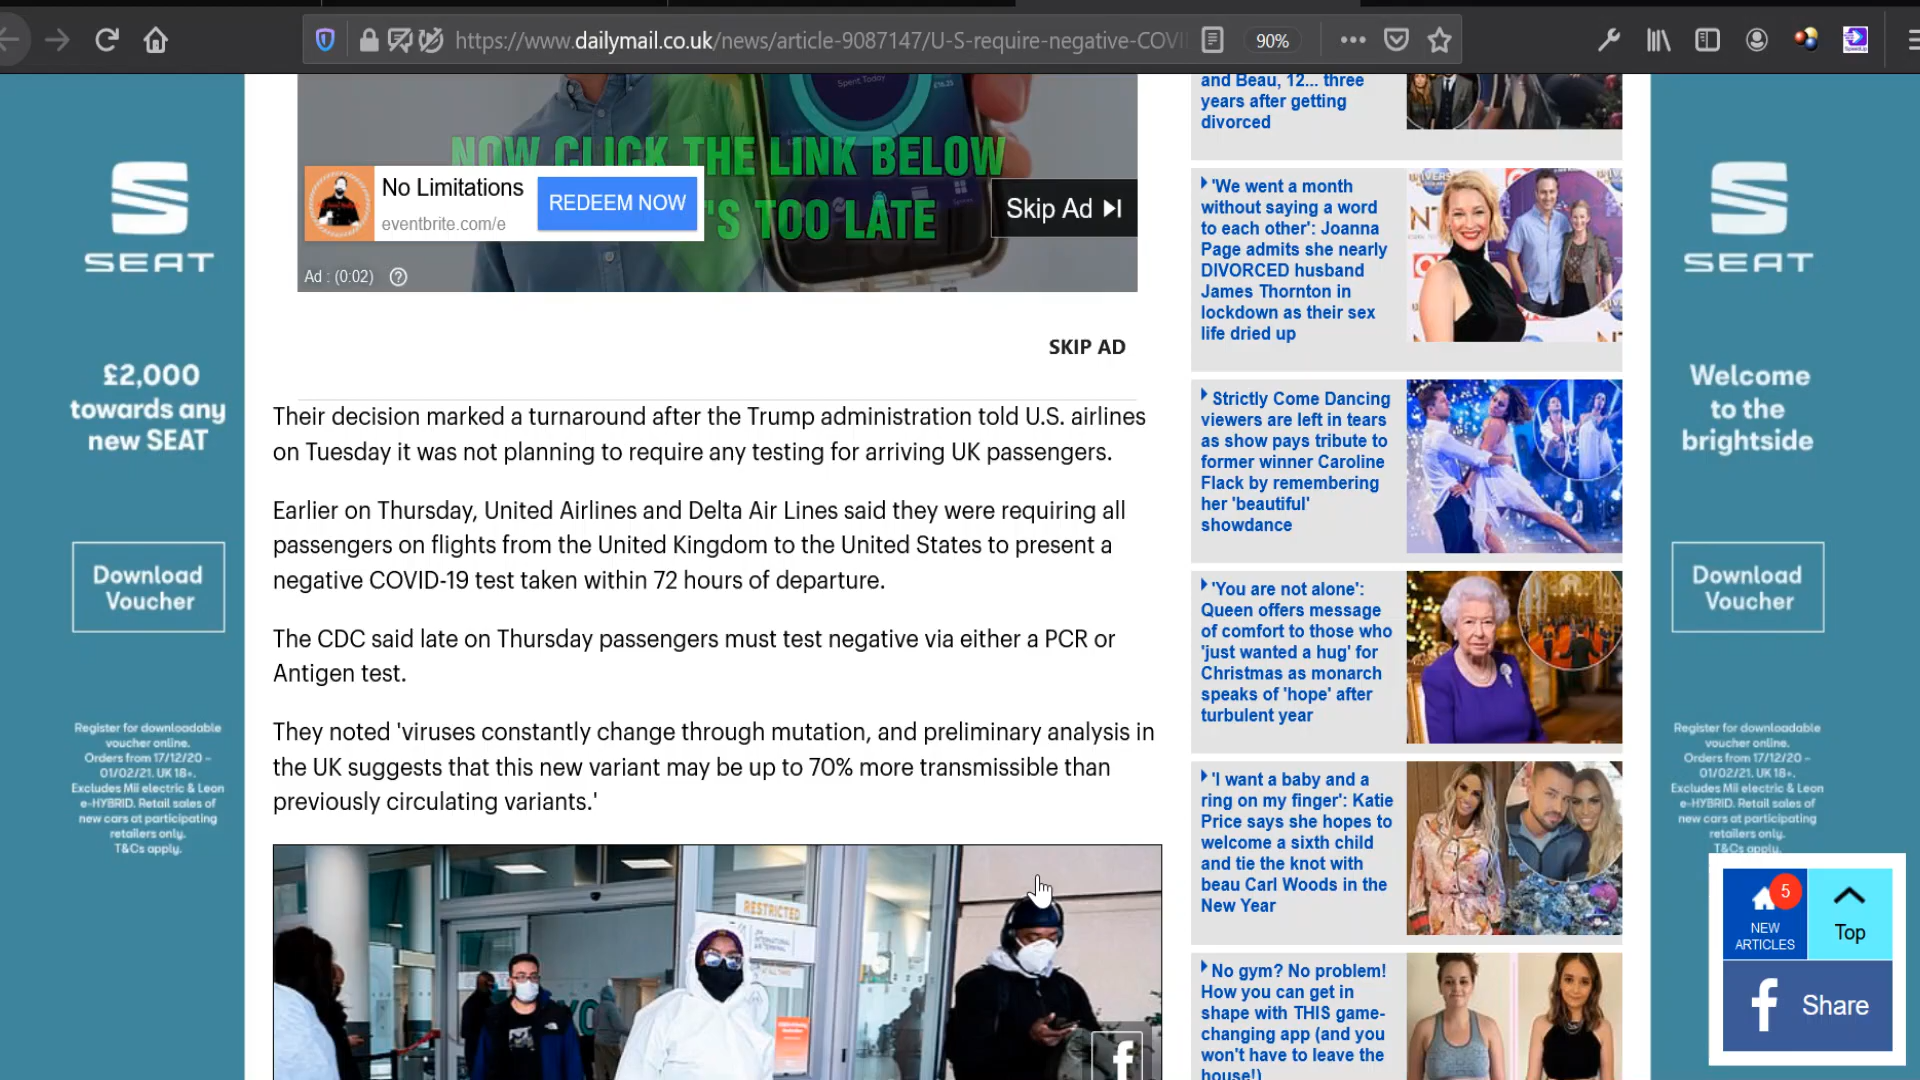 https://www.dailymail.co.uk/news/article-9087147/U-S-require-negative-COVI
90%
NOW CLICK THE LINK BELOW
'S TOO LATE
No Limitations
eventbrite.com/e
REDEEM NOW
Skip Ad
Ad : (0:02)
SKIP AD
Their decision marked a turnaround after the Trump administration told U.S. airlines
on Tuesday it was not planning to require any testing for arriving UK passengers.
Earlier on Thursday, United Airlines and Delta Air Lines said they were requiring all
passengers on flights from the United Kingdom to the United States to present a
negative COVID-19 test taken within 72 hours of departure.
The CDC said late on Thursday passengers must test negative via either a PCR or
Antigen test.
They noted 'viruses constantly change through mutation, and preliminary analysis in
the UK suggests that this new variant may be up to 70% more transmissible than
previously circulating variants.'
RESTRICTED
SEAT
£2,000
towards any
new SEAT
Download
Voucher
Register for downloadable
voucher online.
Orders from 17/12/20 –
01/02/21. UK 18+.
Excludes Mii electric & Leon
e-HYBRID. Retail sales of
new cars at participating
retailers only.
T&Cs apply.
and Beau, 12... three
years after getting
divorced
'We went a month
without saying a word
to each other': Joanna
Page admits she nearly
DIVORCED husband
James Thornton in
lockdown as their sex
life dried up
Strictly Come Dancing
viewers are left in tears
as show pays tribute to
former winner Caroline
Flack by remembering
her 'beautiful'
showdance
'You are not alone':
Queen offers message
of comfort to those who
'just wanted a hug' for
Christmas as monarch
speaks of 'hope' after
turbulent year
'I want a baby and a
ring on my finger': Katie
Price says she hopes to
welcome a sixth child
and tie the knot with
beau Carl Woods in the
New Year
No gym? No problem!
How you can get in
shape with THIS game-
changing app (and you
won't have to leave the
house!)
SEAT
Welcome
to the
brightside
Download
Voucher
Register for downloadable
voucher online.
Orders from 17/12/20 –
01/02/21. UK 18+.
Excludes Mii electric & Leon
e-HYBRID. Retail sales of
new cars at participating
retailers only.
T&Cs apply.
5
NEW
ARTICLES
Top
Share